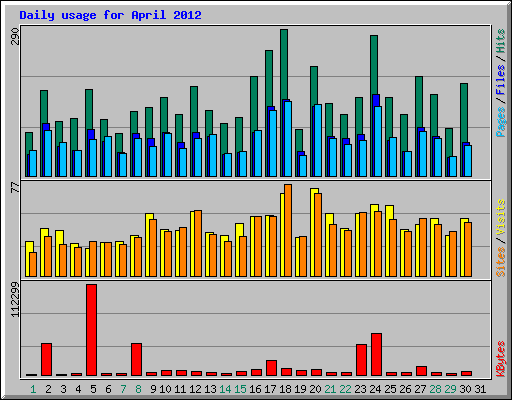 Daily usage for April 2012
290
Pages / Files / Hits
77
Sites / Visits
112299
KBytes
1 2 3 4 5 6 7 8 9 10 11 12 13 14 15 16 17 18 19 20 21 22 23 24 25 26 27 28 29 30 31